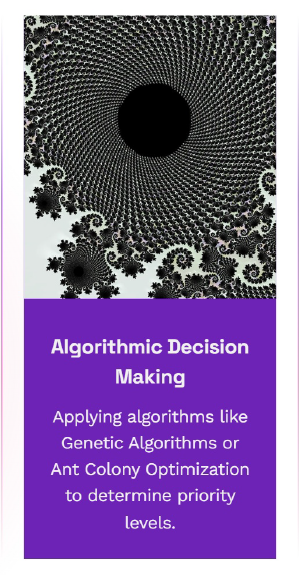 Algorithmic Decision
Making
Applying algorithms like
Genetic Algorithms or
Ant Colony Optimization
to determine priority
levels.